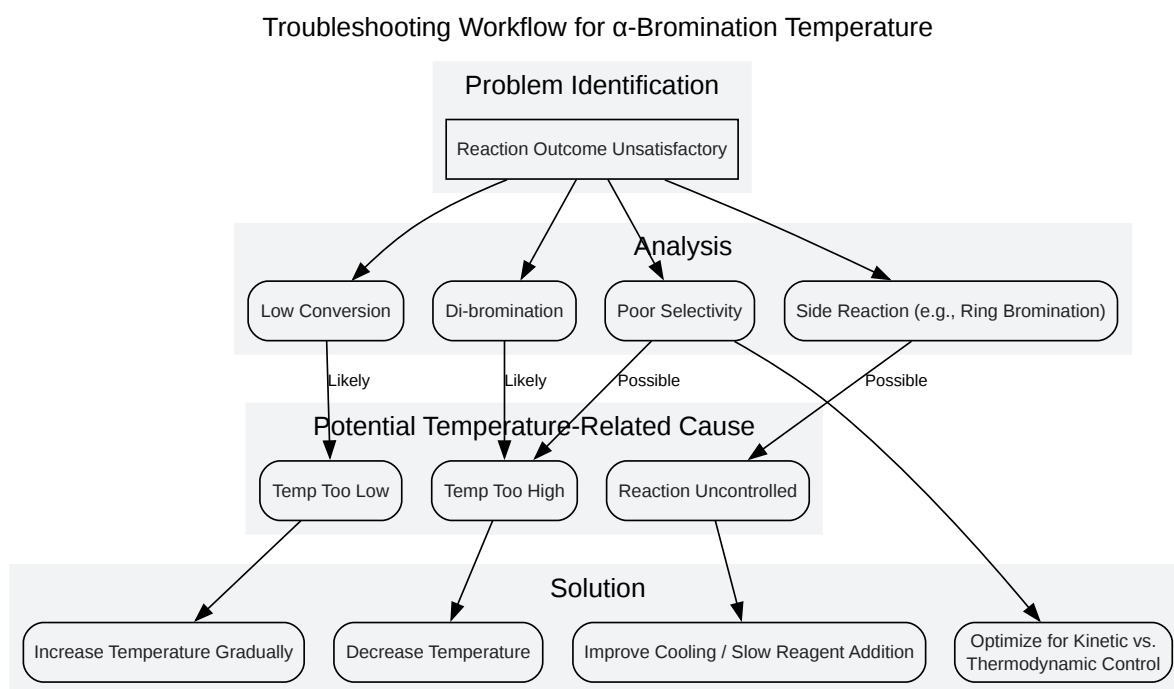 Troubleshooting Workflow for α-Bromination Temperature
Problem Identification
Reaction Outcome Unsatisfactory
Analysis
Low Conversion
Di-bromination
Poor Selectivity
Side Reaction (e.g., Ring Bromination)
Likely
Likely
Possible
Possible
Potential Temperature-Related Cause
Temp Too Low
Temp Too High
Reaction Uncontrolled
Solution
Increase Temperature Gradually
Decrease Temperature
Improve Cooling / Slow Reagent Addition
Optimize for Kinetic vs.
Thermodynamic Control